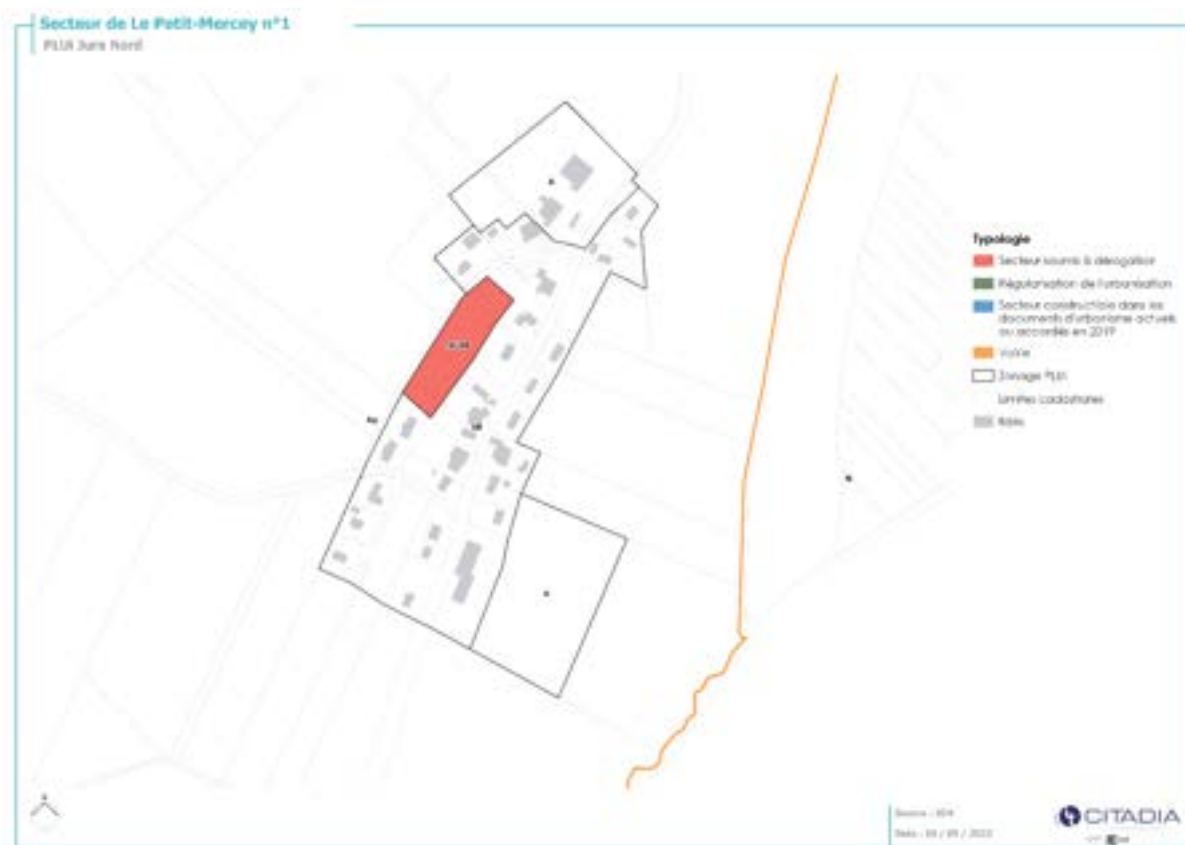 Secteur de Le Petit-Mercey n°1
PLUi Jura Nord
Typologie
Secteur soumis à dérogation
Régularisation de l'urbanisation
Secteur constructible dans les
documents d'urbanisme actuels
ou accordés en 2019
Voirie
Zonage PLUi
Limites cadastrales
Bâtis
CITADIA